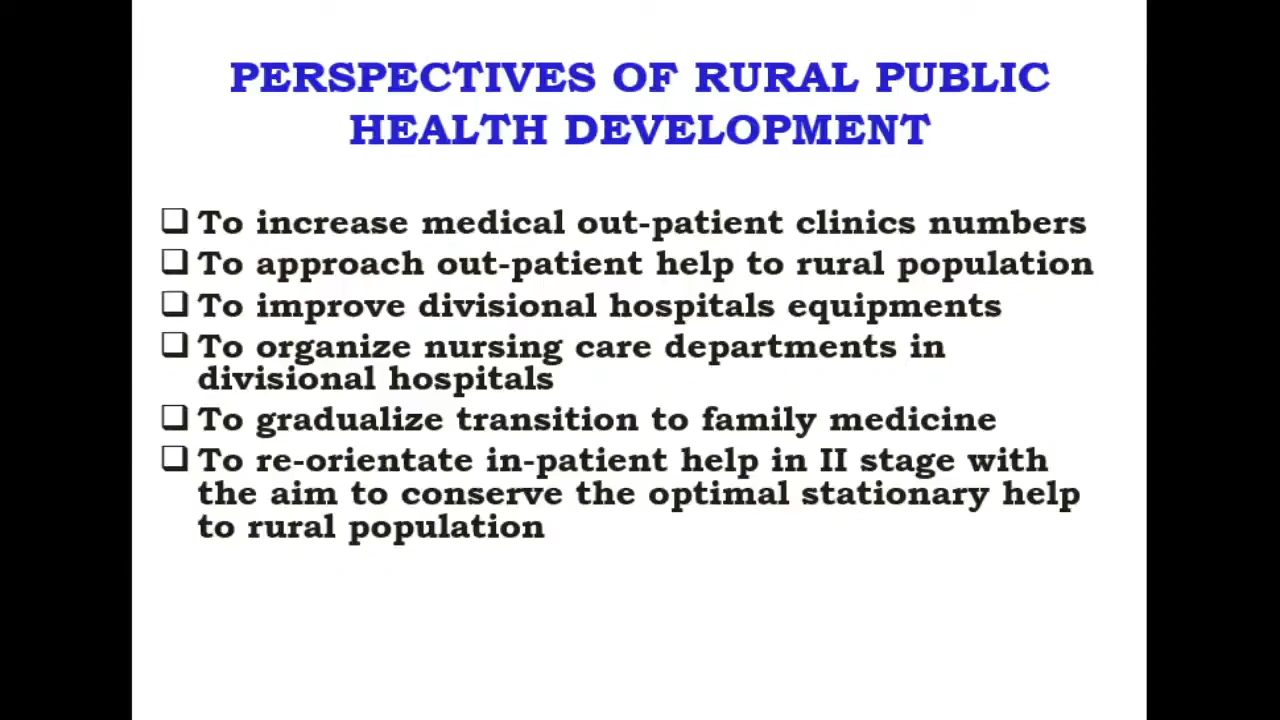 PERSPECTIVES OF RURAL PUBLIC
HEALTH DEVELOPMENT
❑ To increase medical out-patient clinics numbers
❑ To approach out-patient help to rural population
❑ To improve divisional hospitals equipments
❑ To organize nursing care departments in
divisional hospitals
❑ To gradualize transition to family medicine
❑ To re-orientate in-patient help in II stage with
the aim to conserve the optimal stationary help
to rural population